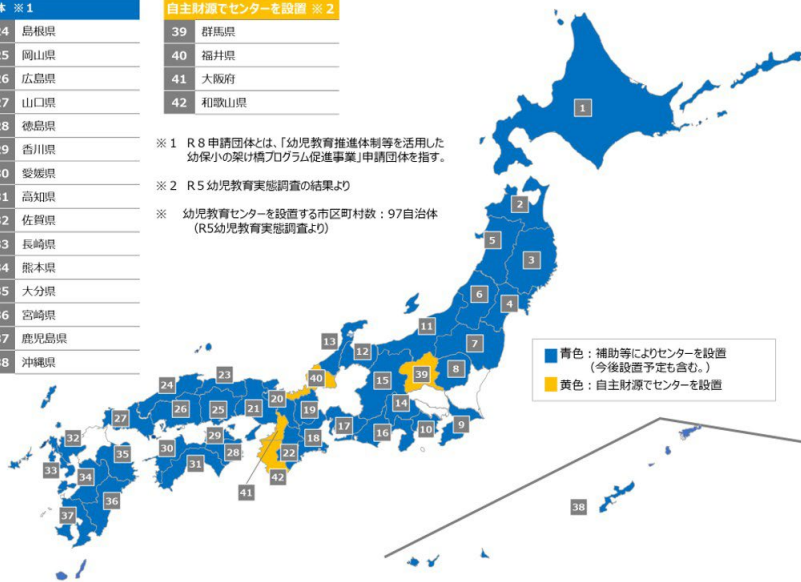 体 ※１
24 島根県
25 岡山県
26 広島県
27 山口県
28 徳島県
29 香川県
30 愛媛県
31 高知県
32 佐賀県
33 長崎県
34 熊本県
35 大分県
36 宮崎県
37 鹿児島県
38 沖縄県
自主財源でセンターを設置 ※２
39 群馬県
40 福井県
41 大阪府
42 和歌山県
※１ Ｒ８申請団体とは、「幼児教育推進体制等を活用した
幼保小の架け橋プログラム促進事業」申請団体を指す。
※２ Ｒ５幼児教育実態調査の結果より
※ 幼児教育センターを設置する市区町村数：97自治体
（R5幼児教育実態調査より）
1
2
5
3
6
4
11
7
13
12
8
39
青色：補助等によりセンターを設置
（今後設置予定も含む。）
黄色：自主財源でセンターを設置
40
15
23
24
20
14
26
25
21
19
27
17
16
10
9
32
29
18
30
28
22
35
31
33
34
42
41
36
38
37